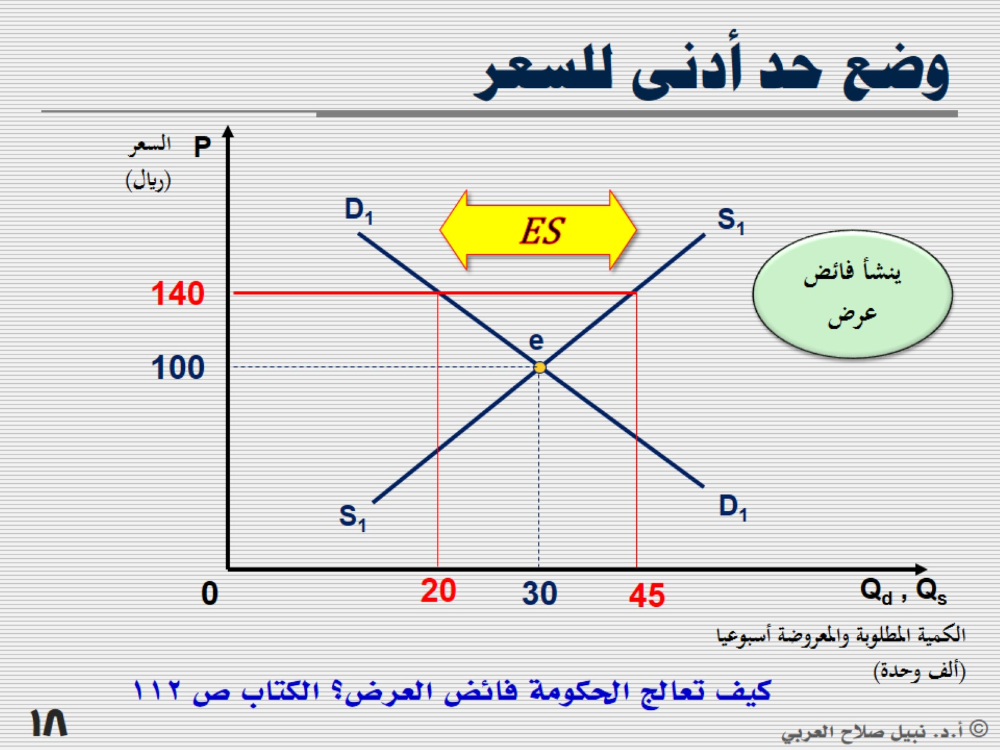 وضع حد أدنى للسعر
السعر P
(ريال)
D1
ES
S1
ينشأ فائض
عرض
140
e
100
S1
D1
0
20
30
45
Qd , Qs
الكمية المطلوبة والمعروضة أسبوعيا
(ألف وحدة)
كيف تعالج الحكومة فائض العرض؟ الكتاب ص ١١٢
١٨
© أ.د. نبيل صلاح العربي